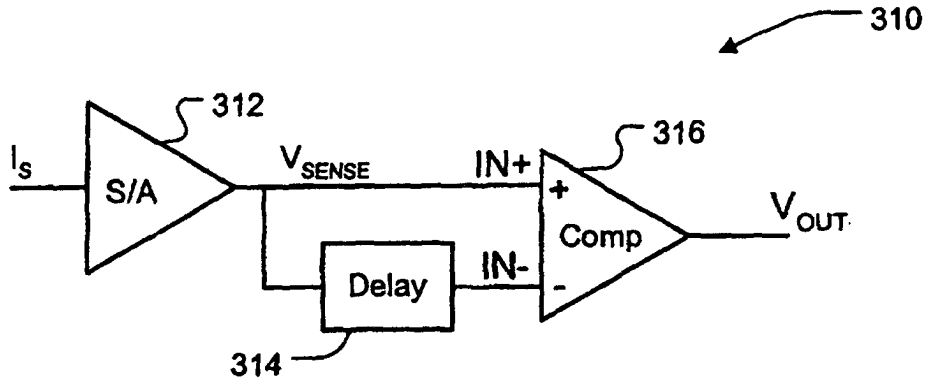 310
312
316
I_S
S/A
V_SENSE
IN+
+
Comp
V_OUT
Delay
IN-
-
314